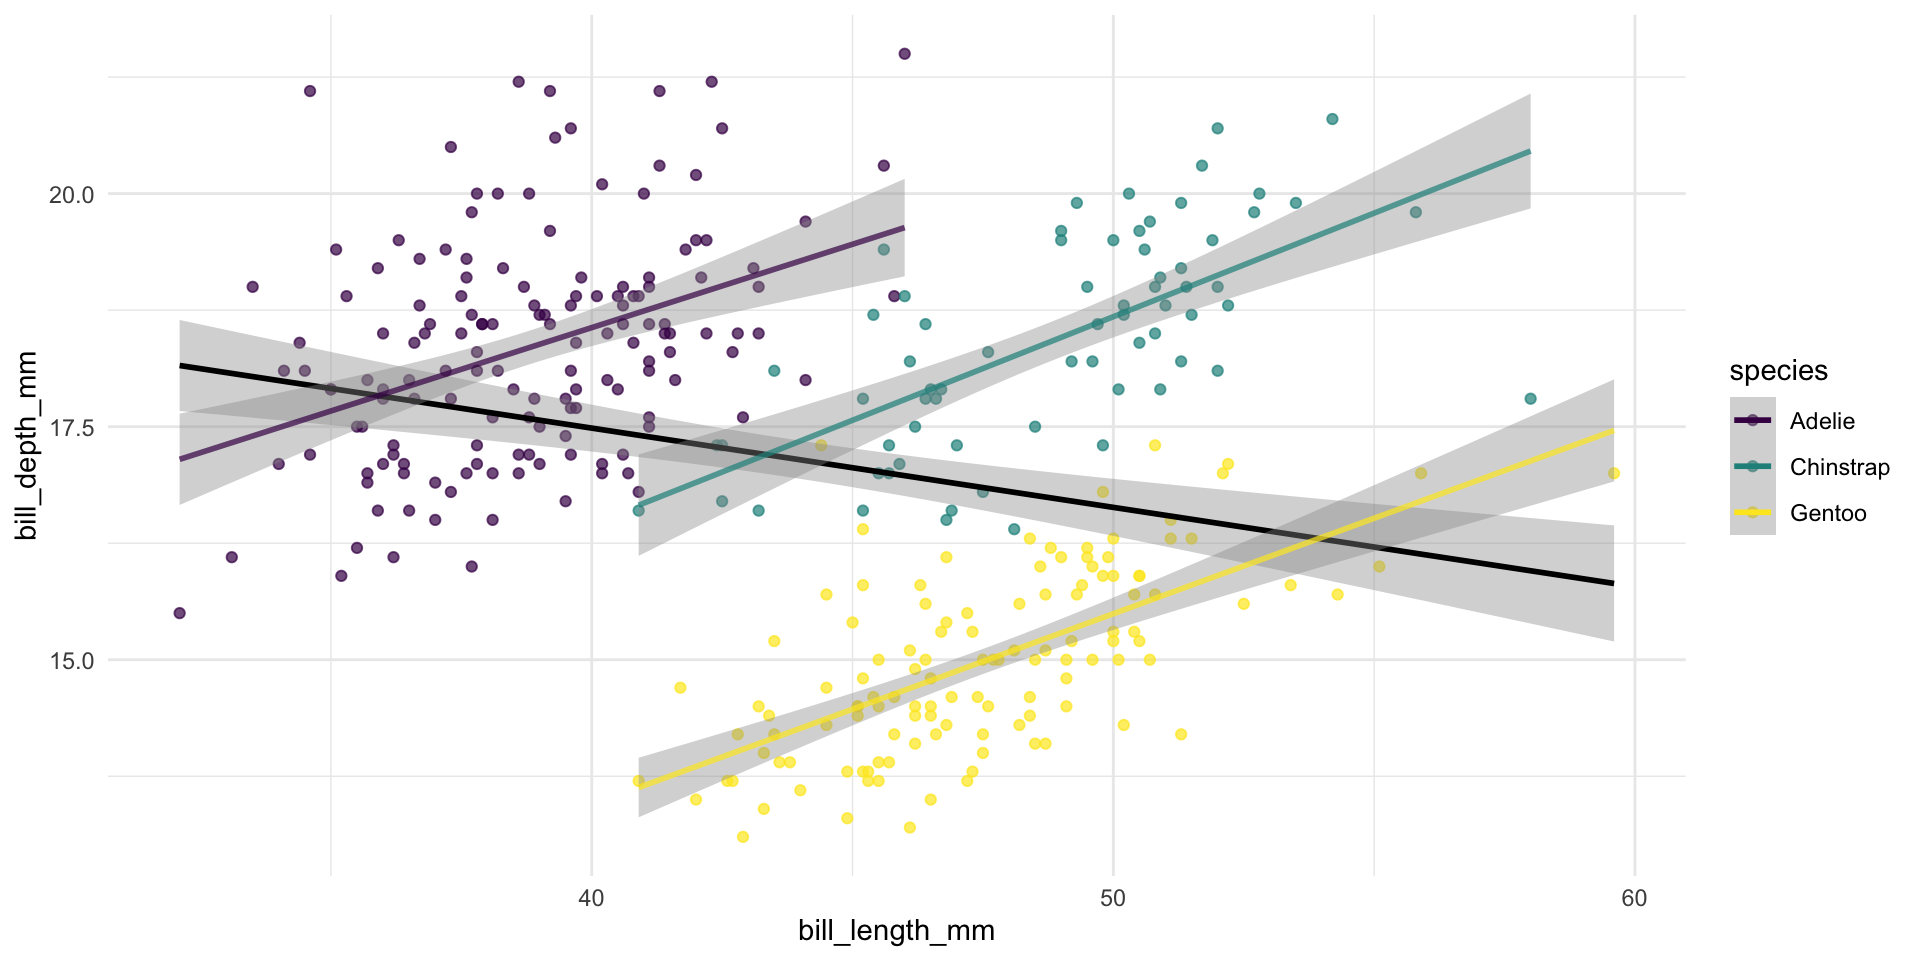 20.0
17.5
15.0
bill_depth_mm
40
50
60
bill_length_mm
species
Adelie
Chinstrap
Gentoo